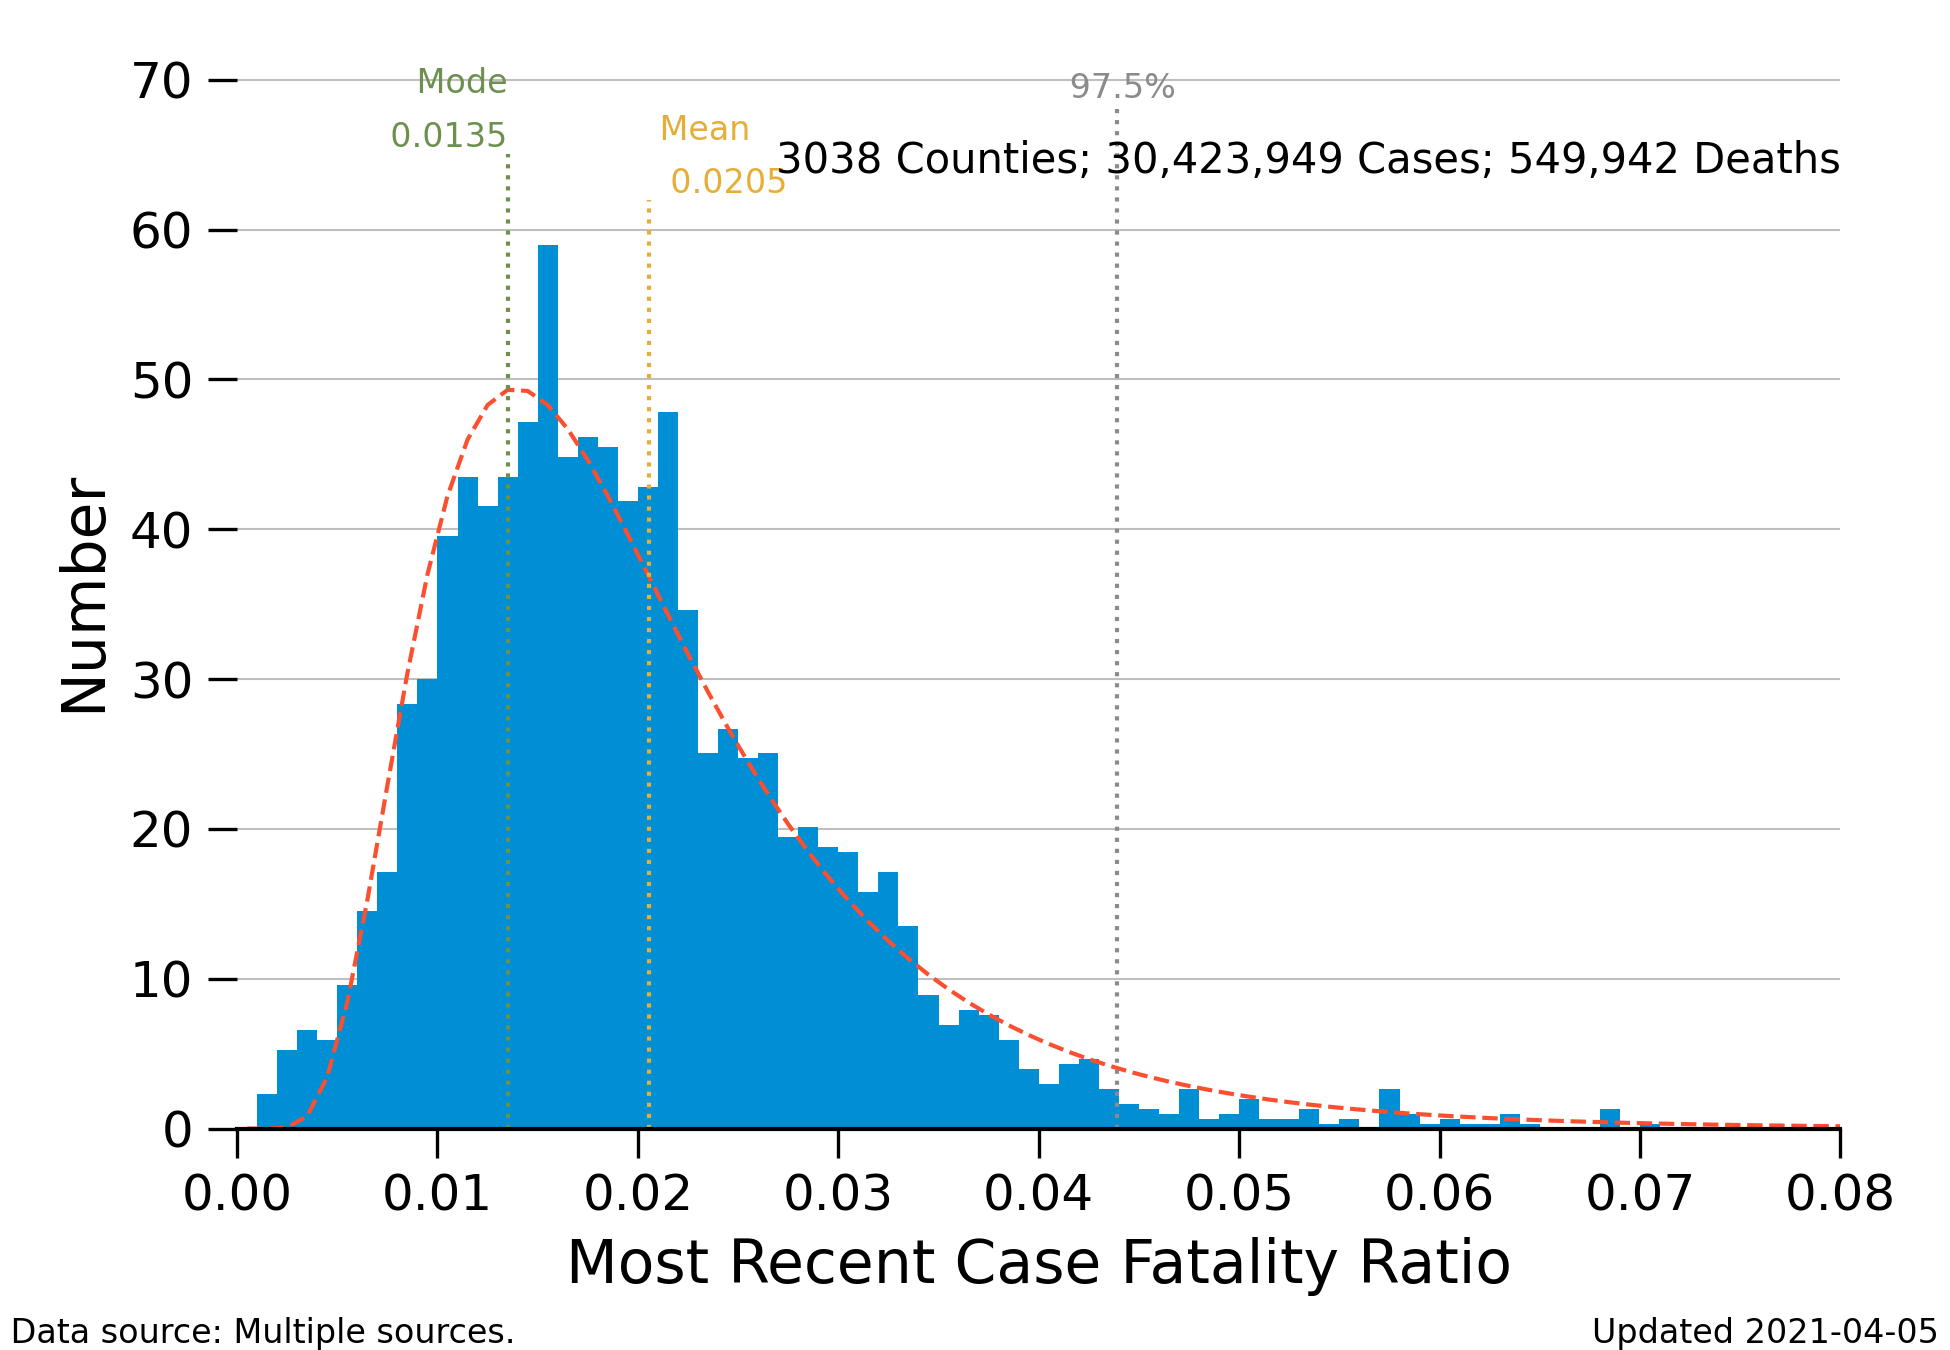 70
Mode
0.0135
Mean
0.0205
97.5%
3038 Counties; 30,423,949 Cases; 549,942 Deaths
60
50
40
30
20
10
0
Number
0.00 0.01 0.02 0.03 0.04 0.05 0.06 0.07 0.08
Most Recent Case Fatality Ratio
Data source: Multiple sources.
Updated 2021-04-05